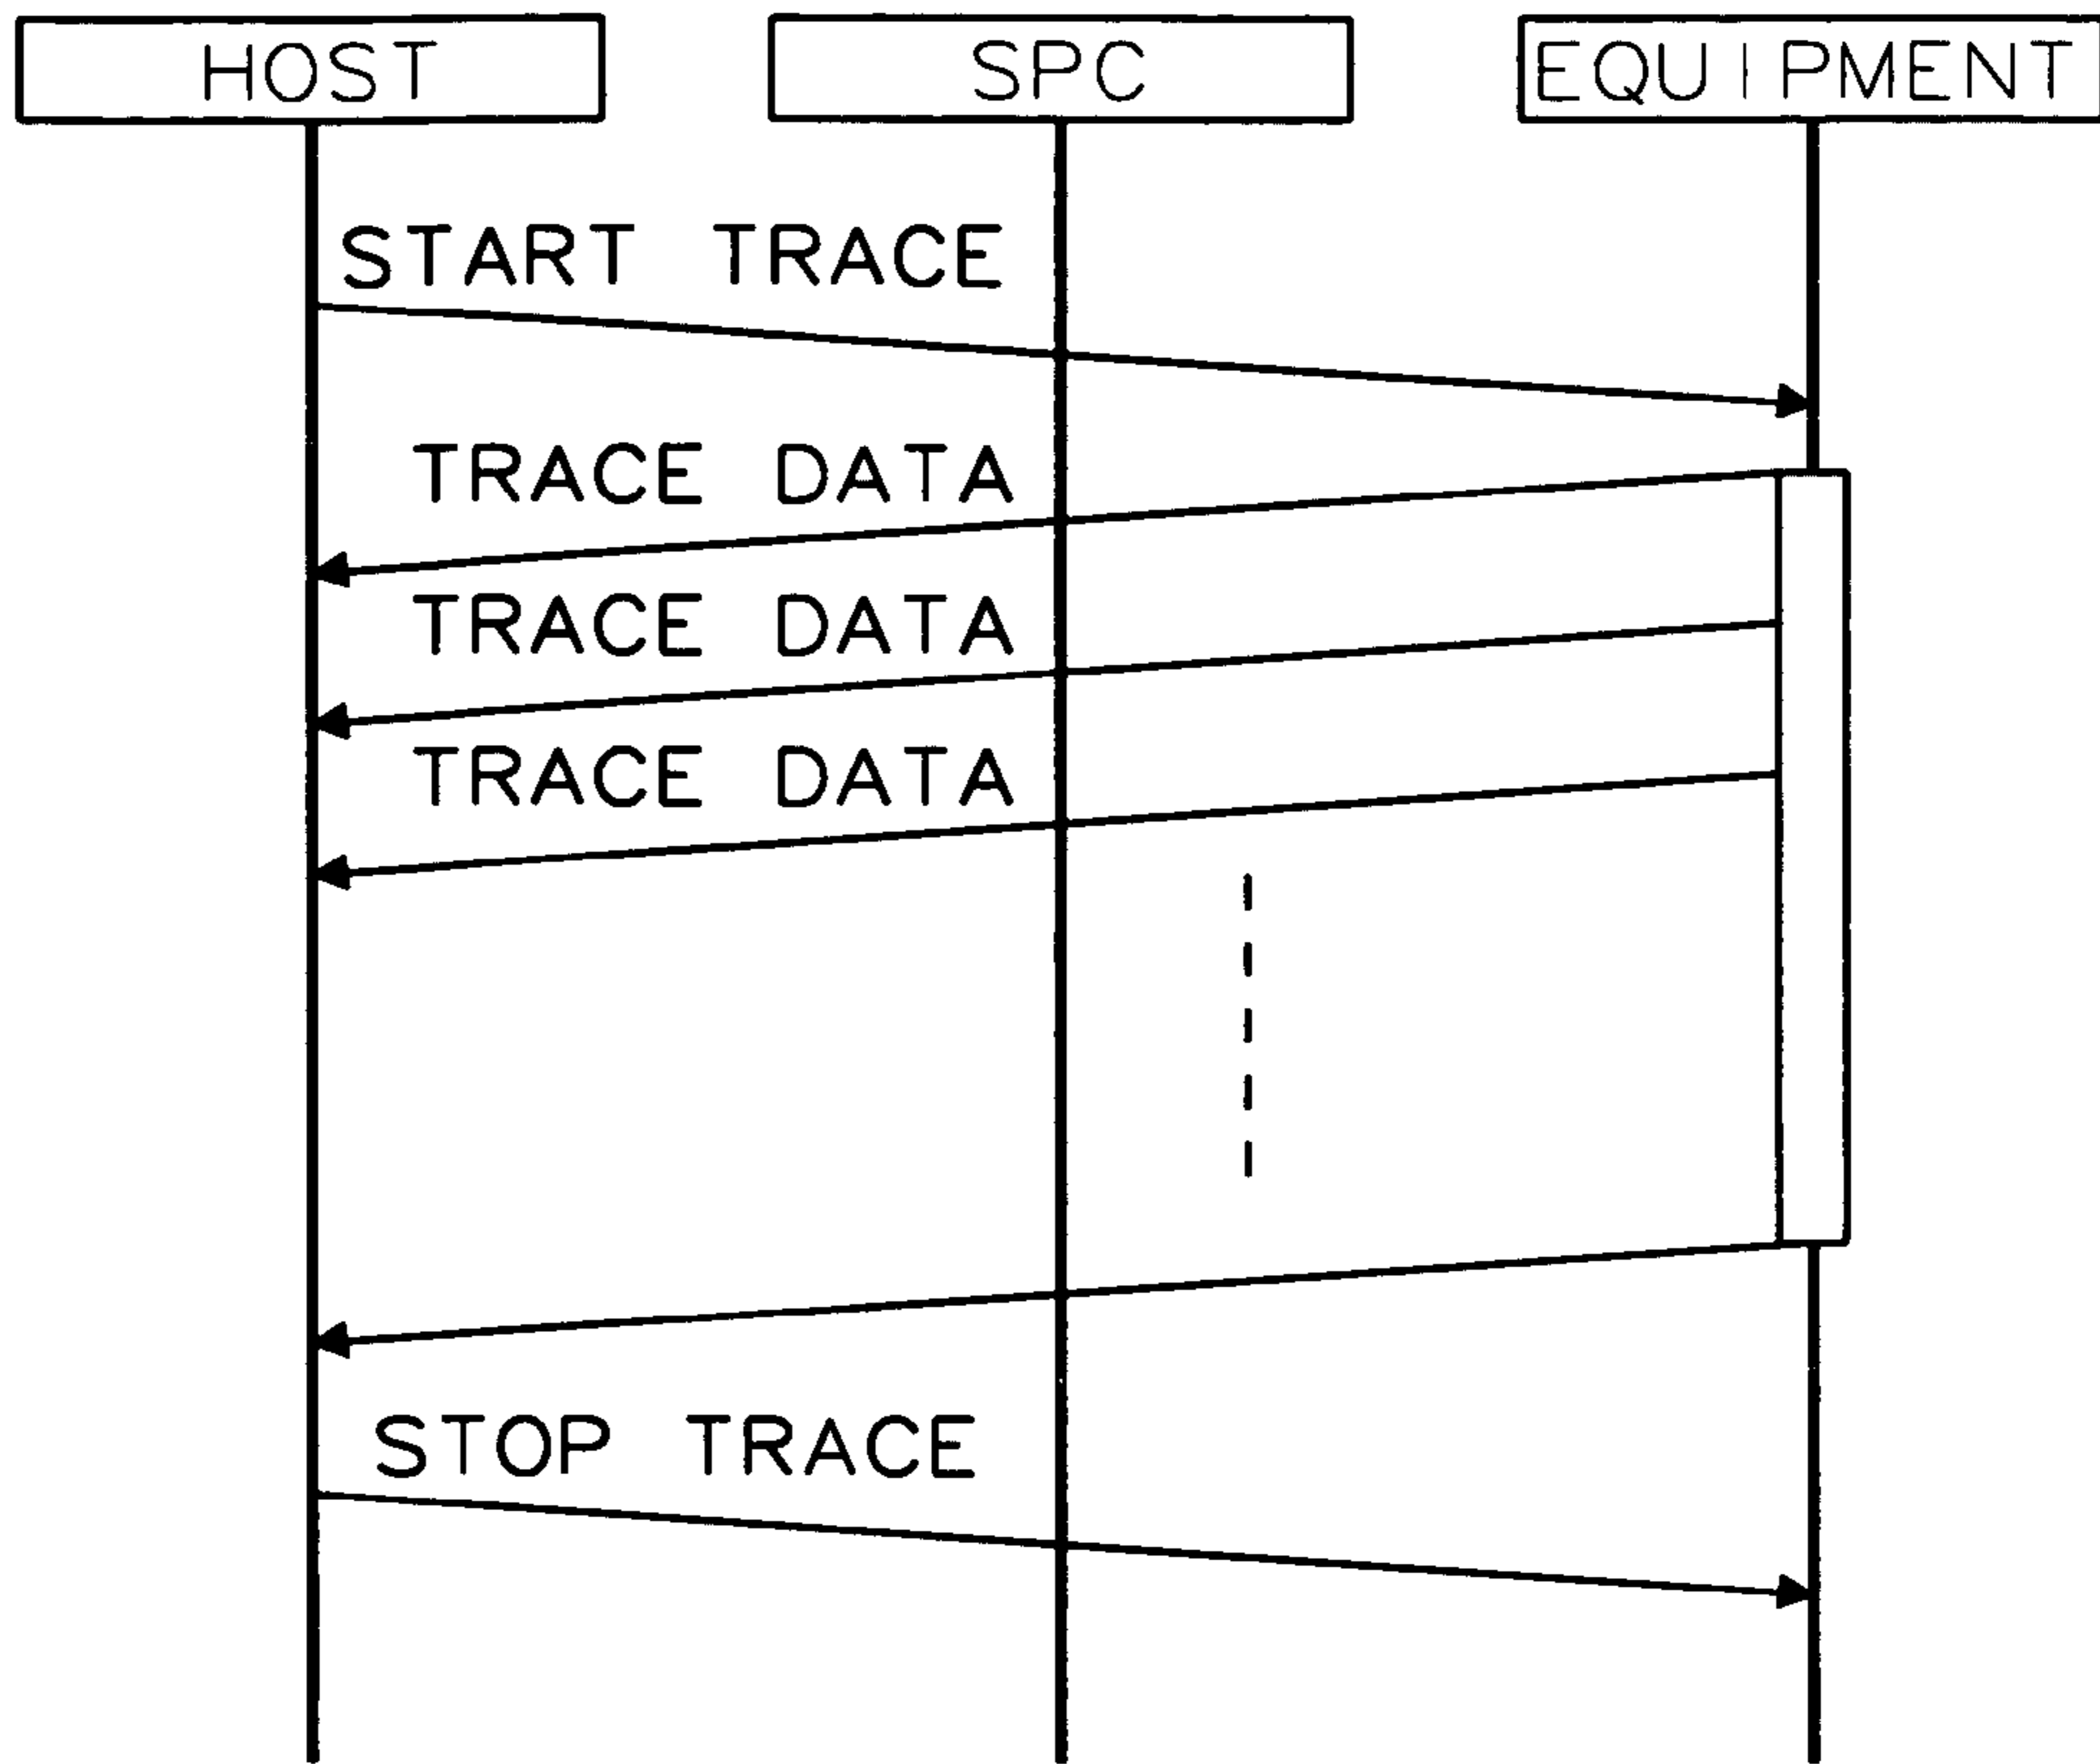 HOST
SPC
EQUIPMENT
START TRACE
TRACE DATA
TRACE DATA
TRACE DATA
STOP TRACE